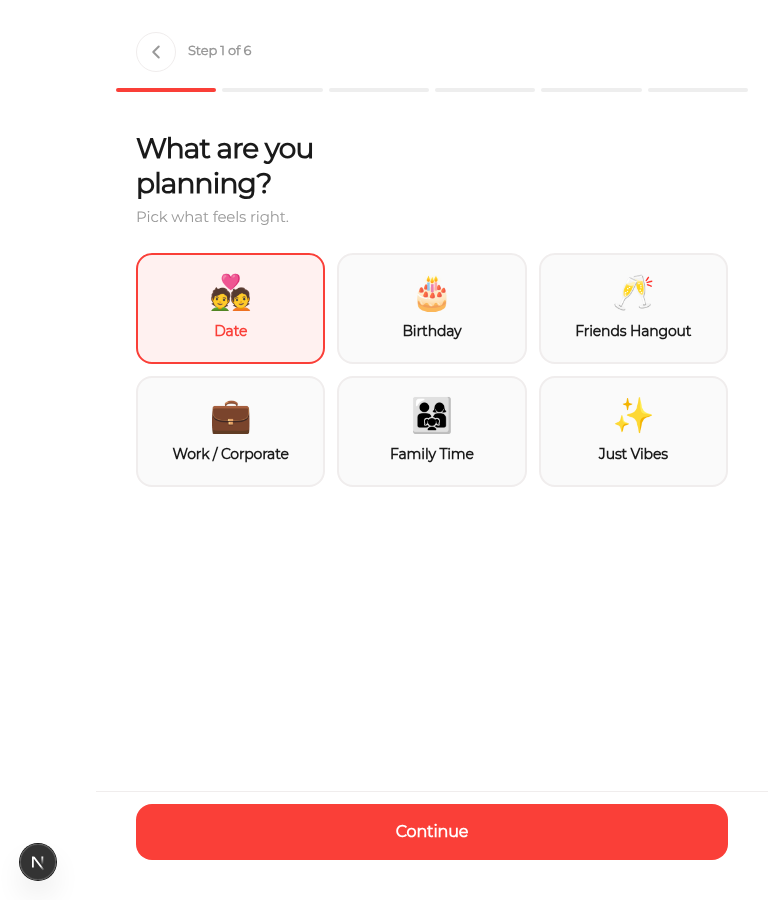 Step 1 of 6
What are you
planning?
Pick what feels right.
Date
Birthday
Friends Hangout
Work / Corporate
Family Time
Just Vibes
Continue
N